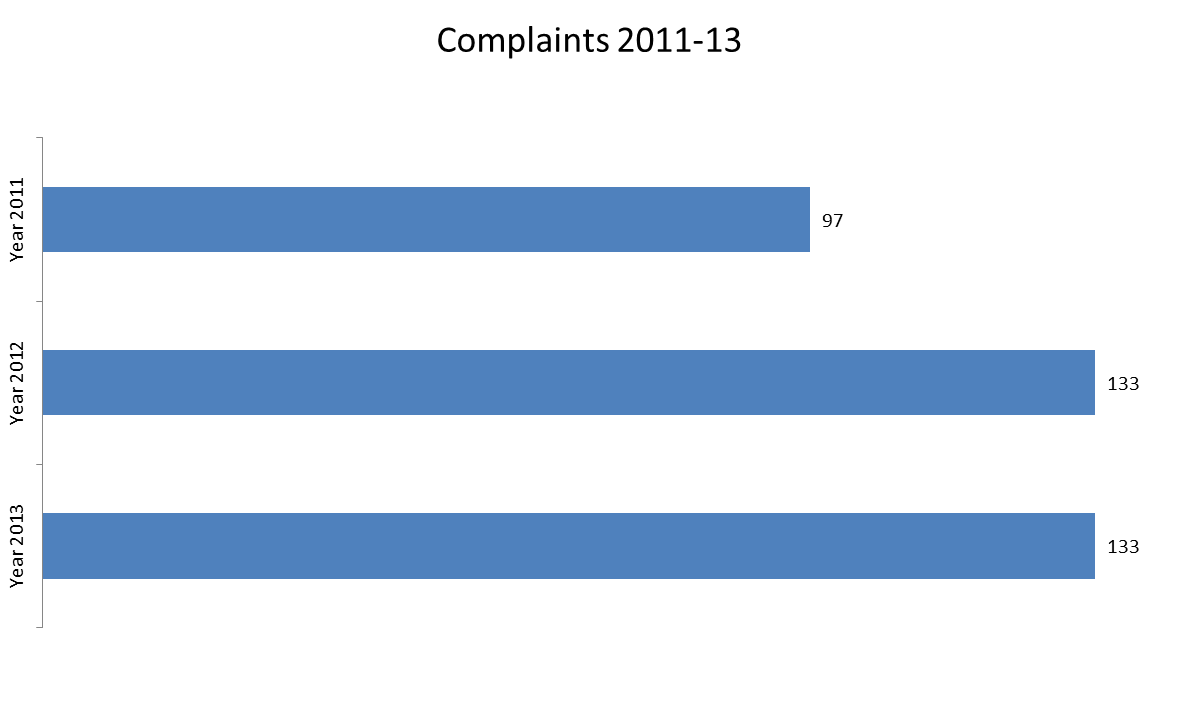 Complaints 2011-13
Year 2011
97
Year 2012
133
Year 2013
133